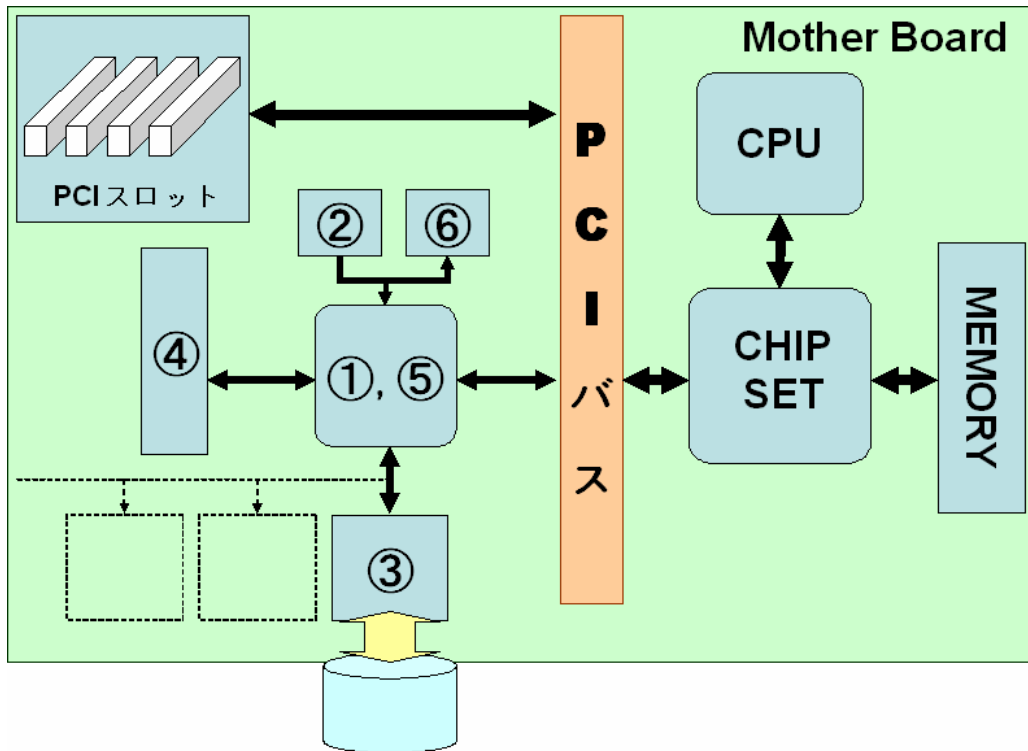 Mother Board
PCI スロット
PCIバス
CPU
②
⑥
④
①, ⑤
CHIP
SET
MEMORY
③